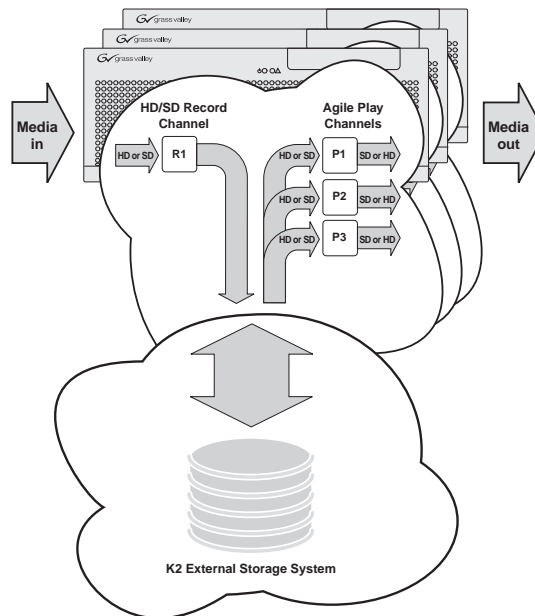 grass valley
grass valley
grass valley
HD/SD Record
Channel
Agile Play
Channels
Media
in
Media
out
HD or SD
R1
HD or SD
P1
SD or HD
HD or SD
P2
SD or HD
HD or SD
P3
SD or HD
K2 External Storage System